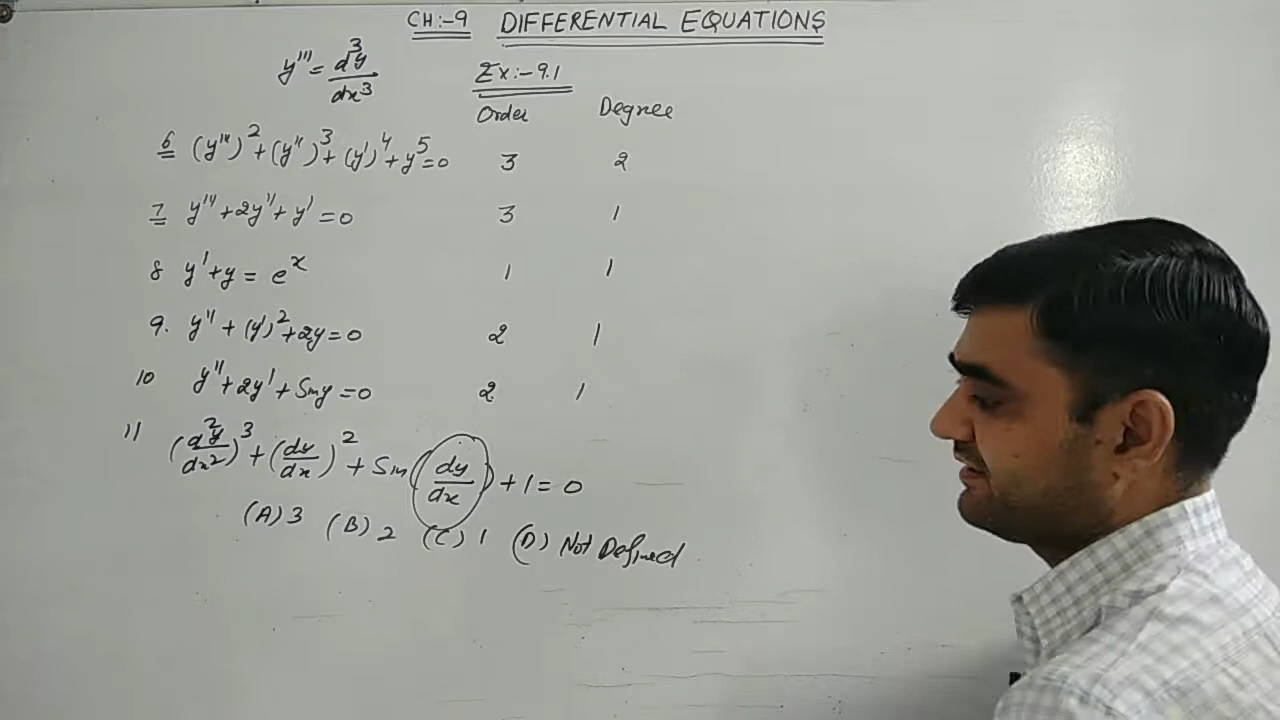 CH:-9 DIFFERENTIAL EQUATIONS
y''' = d³y/dx³
Ex:-9.1
Order Degree
6 (y''')² + (y'')³ + (y')⁴ + y⁵ = 0 3 2
7 y''' + 2y'' + y' = 0 3 1
8 y' + y = eˣ 1 1
9. y'' + (y')² + 2y = 0 2 1
10 y'' + 2y' + Siny = 0 2 1
11 (d²y/dx²)³ + (dy/dx)² + Sin(dy/dx) + 1 = 0
(A) 3 (B) 2 (C) 1 (D) Not Defined